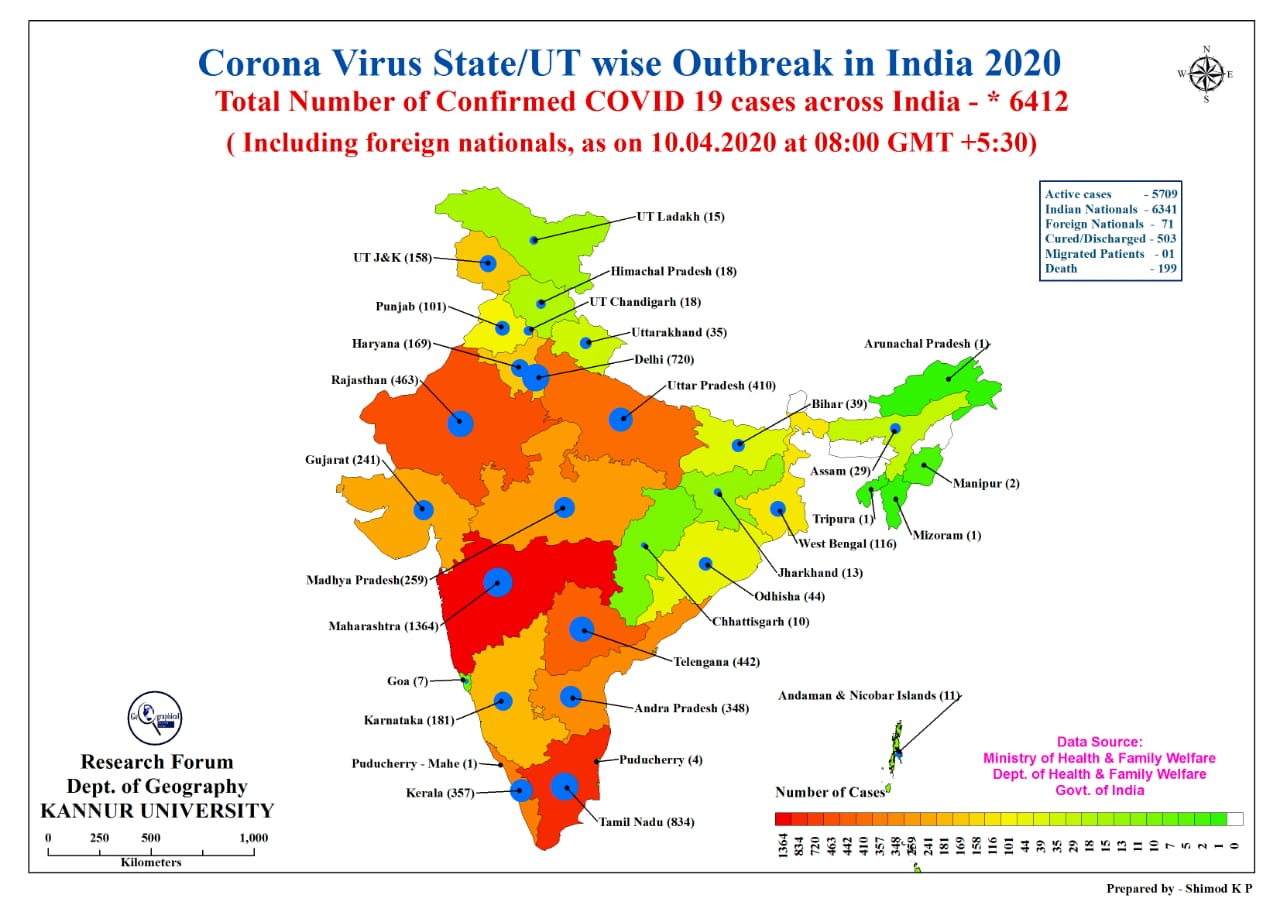 Corona Virus State/UT wise Outbreak in India 2020
Total Number of Confirmed COVID 19 cases across India - * 6412
( Including foreign nationals, as on 10.04.2020 at 08:00 GMT +5:30)
N
W E
S
Active cases - 5709
Indian Nationals - 6341
Foreign Nationals - 71
Cured/Discharged - 503
Migrated Patients - 01
Death - 199
UT Ladakh (15)
UT J&K (158)
Himachal Pradesh (18)
UT Chandigarh (18)
Punjab (101)
Uttarakhand (35)
Haryana (169)
Delhi (720)
Arunachal Pradesh (1)
Rajasthan (463)
Uttar Pradesh (410)
Bihar (39)
Gujarat (241)
Assam (29)
Manipur (2)
Tripura (1)
Mizoram (1)
West Bengal (116)
Jharkhand (13)
Madhya Pradesh(259)
Odhisha (44)
Chhattisgarh (10)
Maharashtra (1364)
Telengana (442)
Goa (7)
Andaman & Nicobar Islands (11)
Andra Pradesh (348)
Karnataka (181)
Puducherry - Mahe (1)
Puducherry (4)
Kerala (357)
Tamil Nadu (834)
Research Forum
Dept. of Geography
KANNUR UNIVERSITY
0 250 500 1,000
Kilometers
Data Source:
Ministry of Health & Family Welfare
Dept. of Health & Family Welfare
Govt. of India
Number of Cases
1364 834 720 463 442 410 357 348 259 241 181 169 158 116 101 44 39 35 29 18 15 13 11 10 7 5 2 1 0
Prepared by - Shimod K P